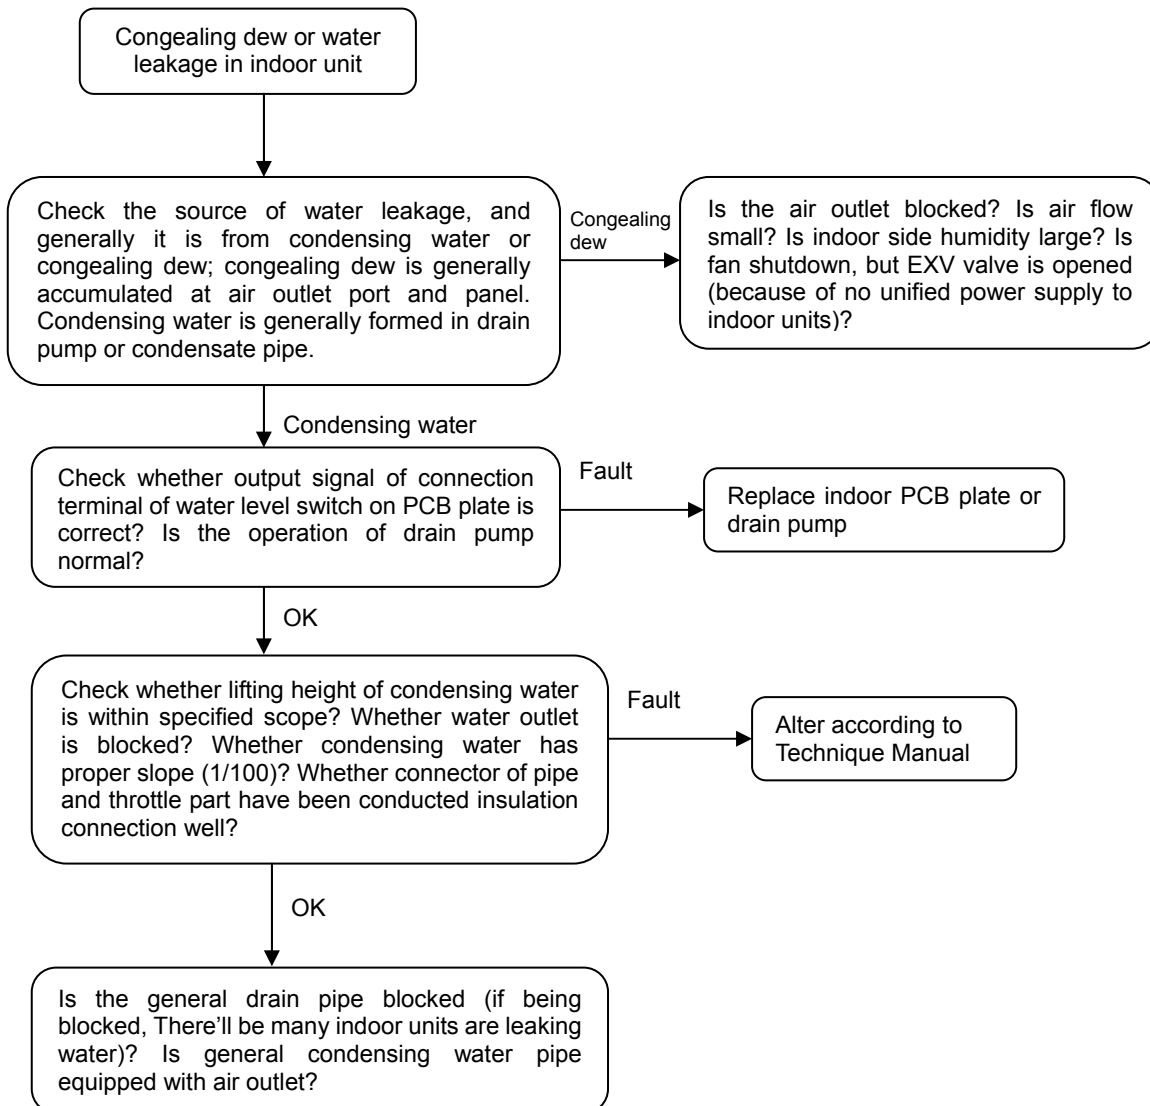 Congealing dew or water
leakage in indoor unit
Check the source of water leakage, and
generally it is from condensing water or
congealing dew; congealing dew is generally
accumulated at air outlet port and panel.
Condensing water is generally formed in drain
pump or condensate pipe.
Congealing
dew
Is the air outlet blocked? Is air flow
small? Is indoor side humidity large? Is
fan shutdown, but EXV valve is opened
(because of no unified power supply to
indoor units)?
Condensing water
Check whether output signal of connection
terminal of water level switch on PCB plate is
correct? Is the operation of drain pump
normal?
Fault
Replace indoor PCB plate or
drain pump
OK
Check whether lifting height of condensing water
is within specified scope? Whether water outlet
is blocked? Whether condensing water has
proper slope (1/100)? Whether connector of pipe
and throttle part have been conducted insulation
connection well?
Fault
Alter according to
Technique Manual
OK
Is the general drain pipe blocked (if being
blocked, There’ll be many indoor units are leaking
water)? Is general condensing water pipe
equipped with air outlet?